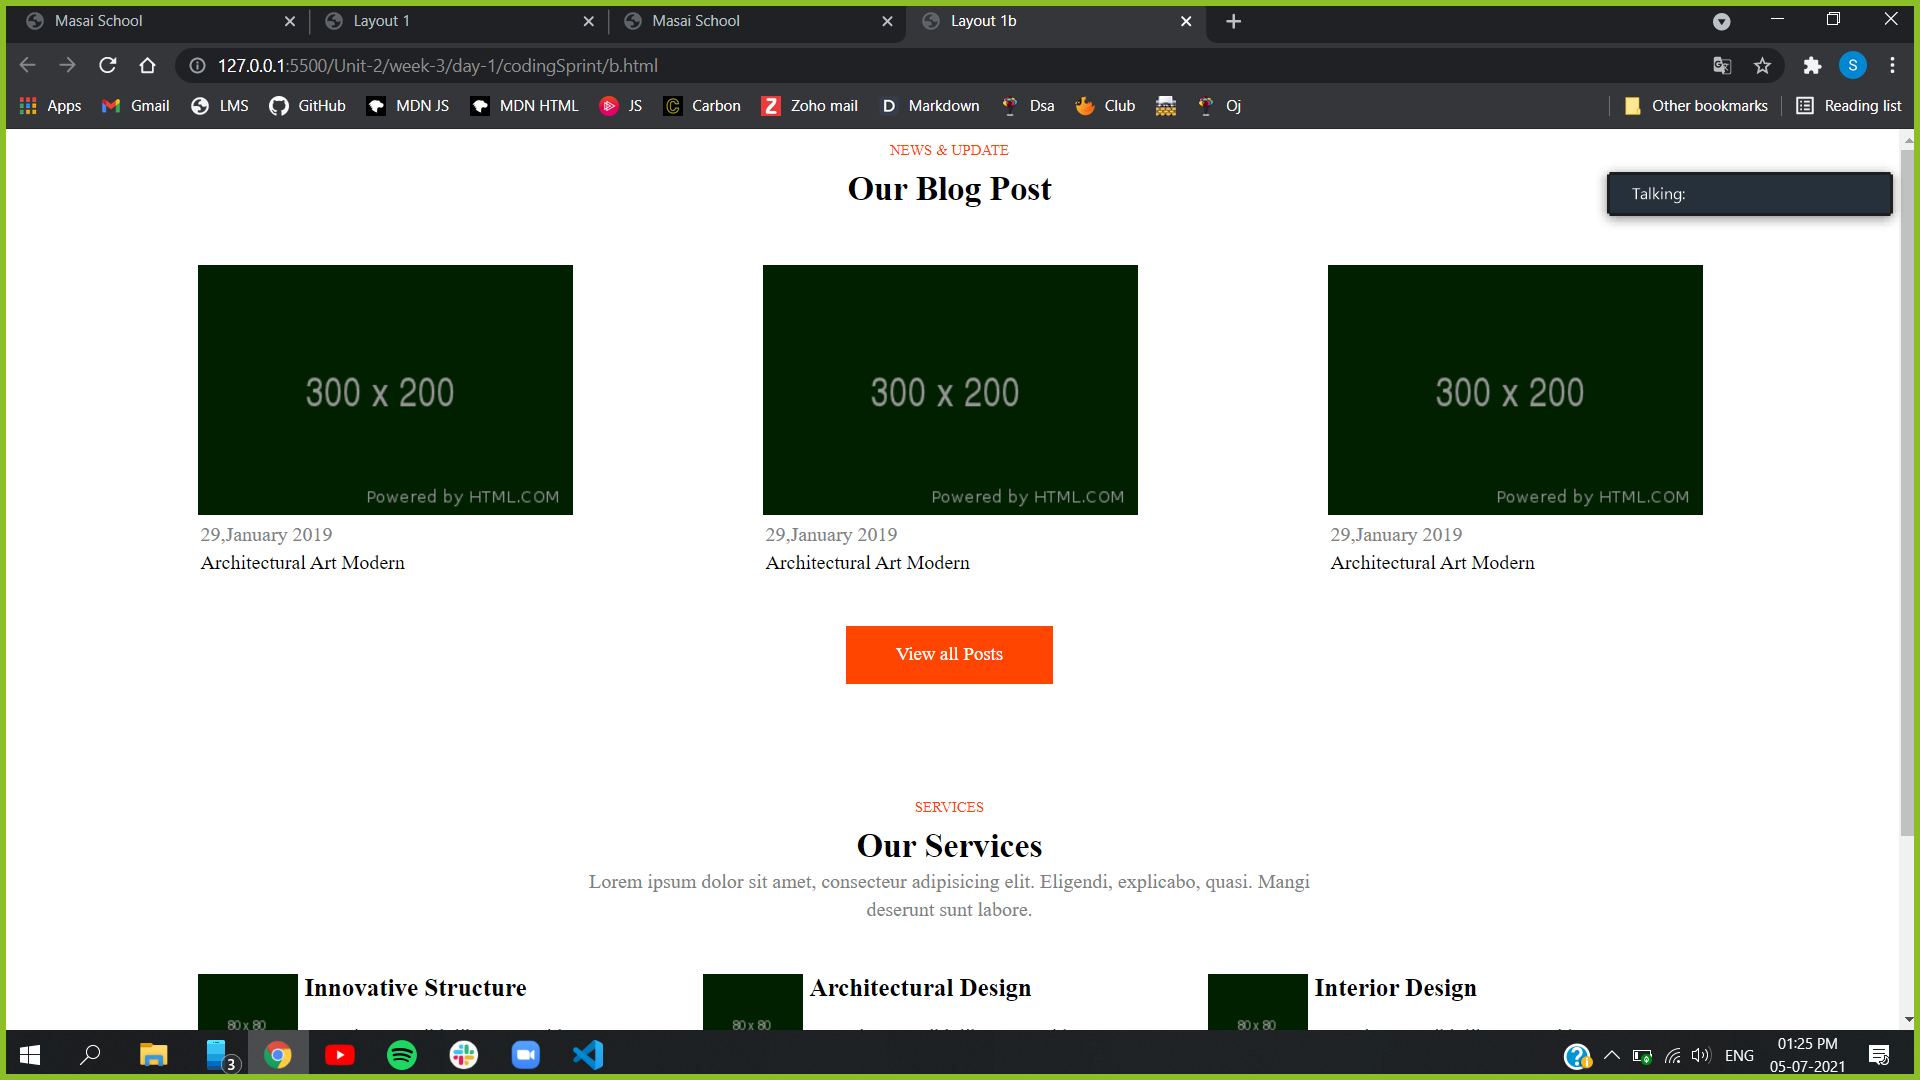 Masai School
Layout 1
Masai School
Layout 1b
127.0.0.1:5500/Unit-2/week-3/day-1/codingSprint/b.html
S
Apps
Gmail
LMS
GitHub
MDN JS
MDN HTML
JS
Carbon
Zoho mail
Markdown
Dsa
Club
Oj
Other bookmarks
Reading list
NEWS & UPDATE
Our Blog Post
Talking:
300 x 200
Powered by HTML.COM
300 x 200
Powered by HTML.COM
300 x 200
Powered by HTML.COM
29,January 2019
Architectural Art Modern
29,January 2019
Architectural Art Modern
29,January 2019
Architectural Art Modern
View all Posts
SERVICES
Our Services
Lorem ipsum dolor sit amet, consecteur adipisicing elit. Eligendi, explicabo, quasi. Mangi
deserunt sunt labore.
80 x 80
Innovative Structure
80 x 80
Architectural Design
80 x 80
Interior Design
3
ENG
01:25 PM
05-07-2021